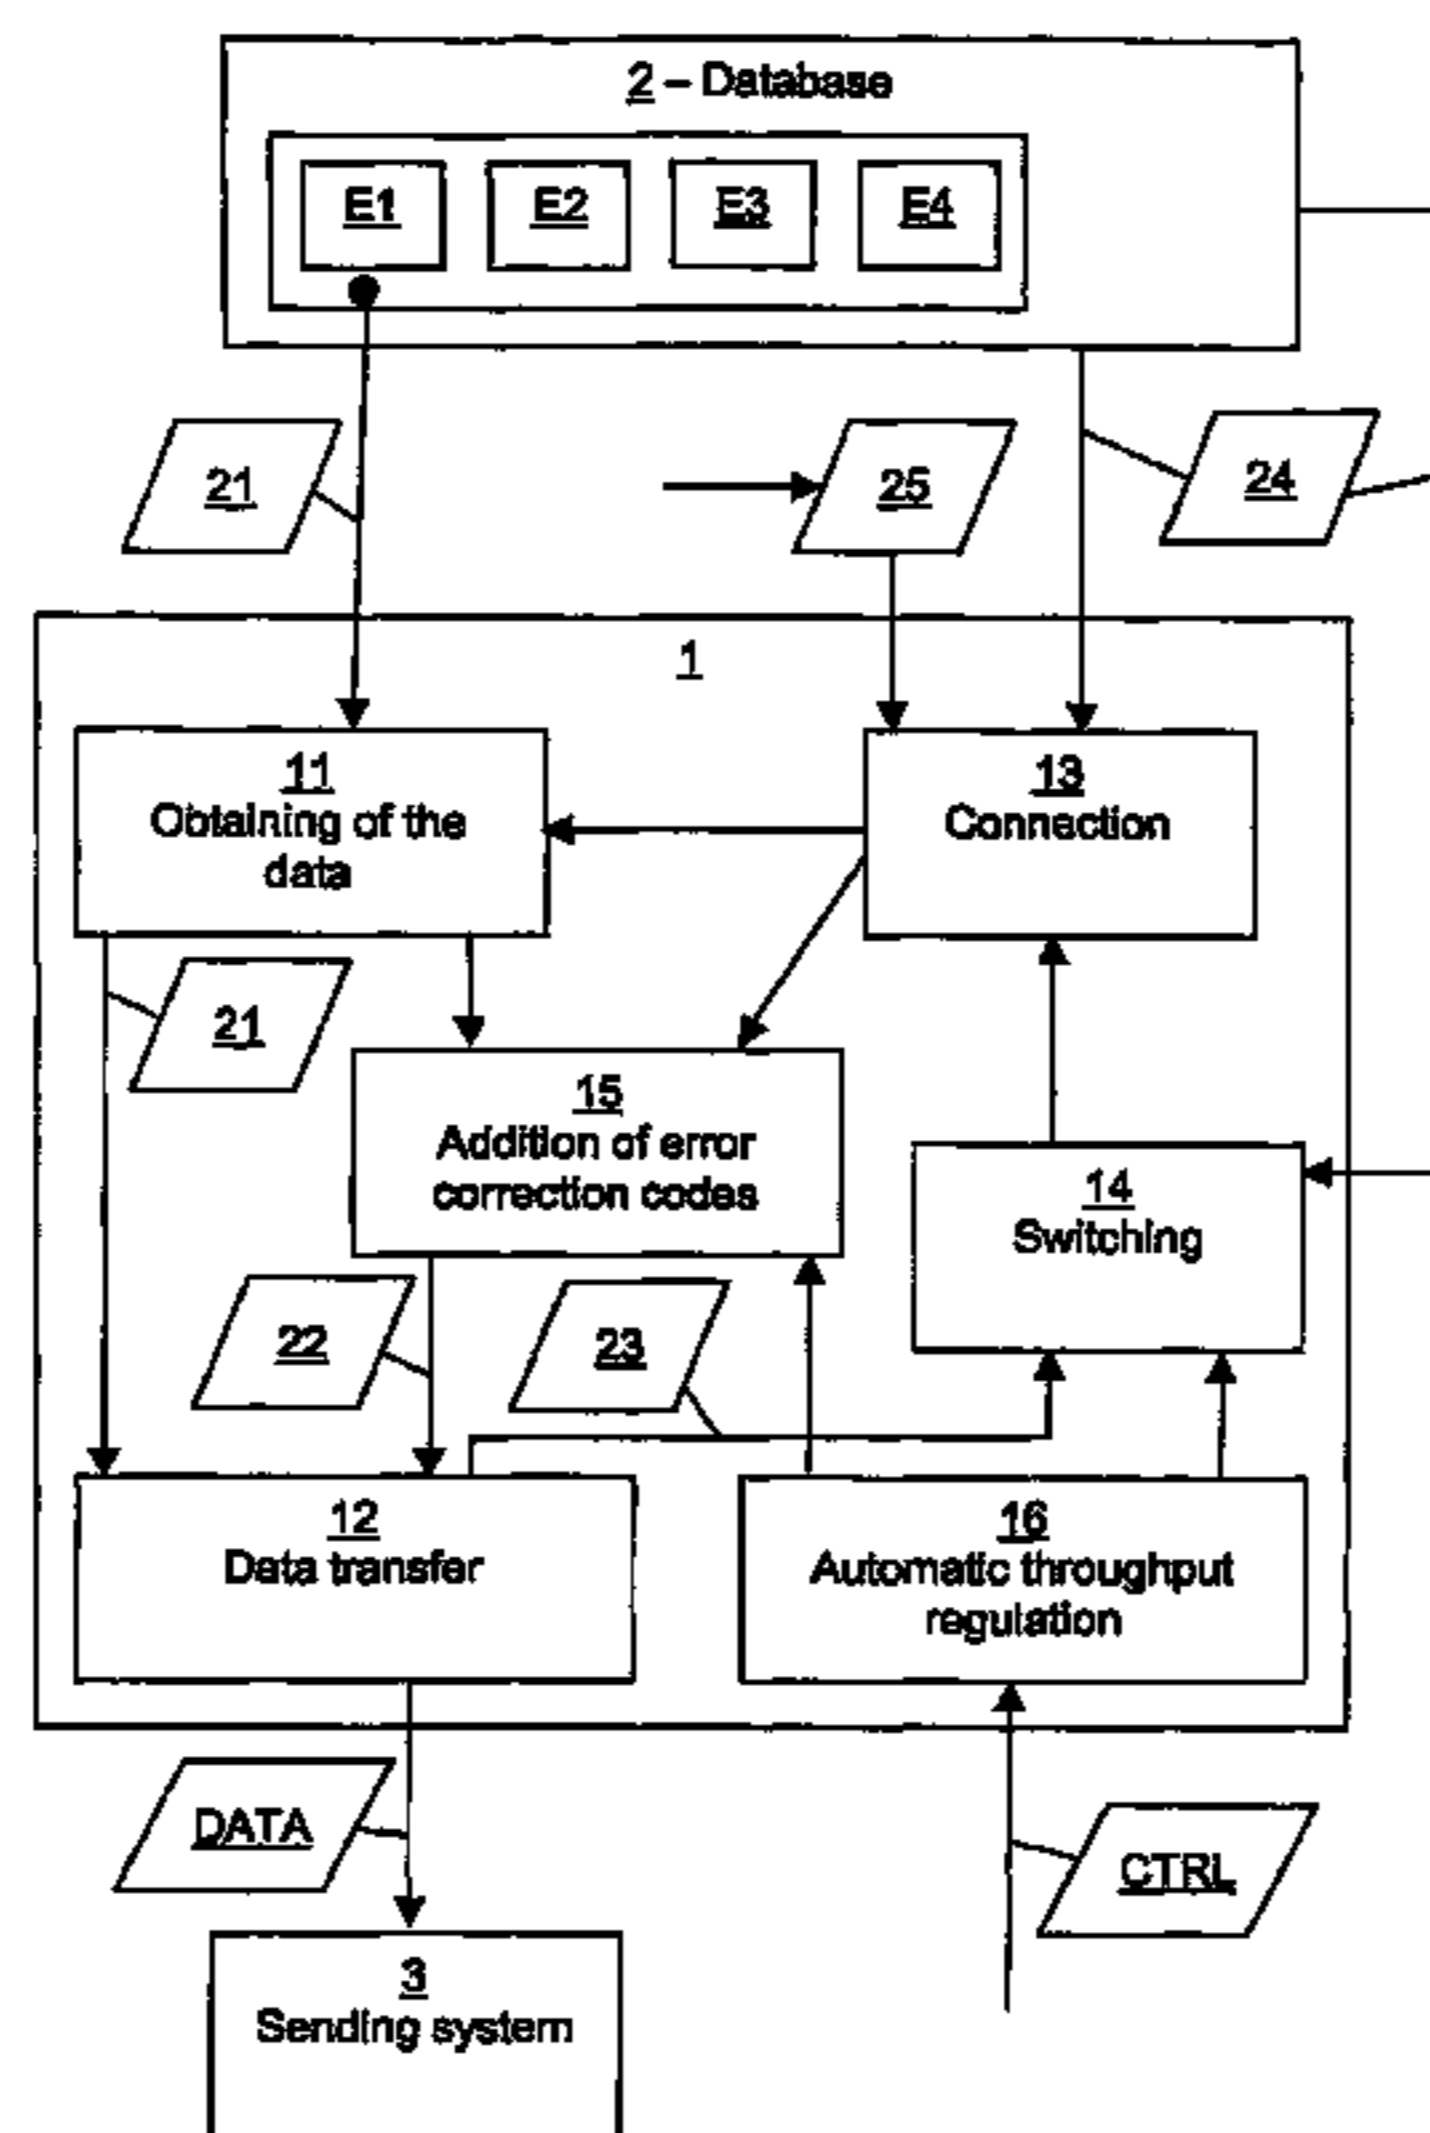 2 – Database
E1 E2 E3 E4
21 25 24
1
11
Obtaining of the
data
13
Connection
21
15
Addition of error
correction codes
14
Switching
22 23
12
Data transfer
16
Automatic throughput
regulation
DATA
CTRL
3
Sending system